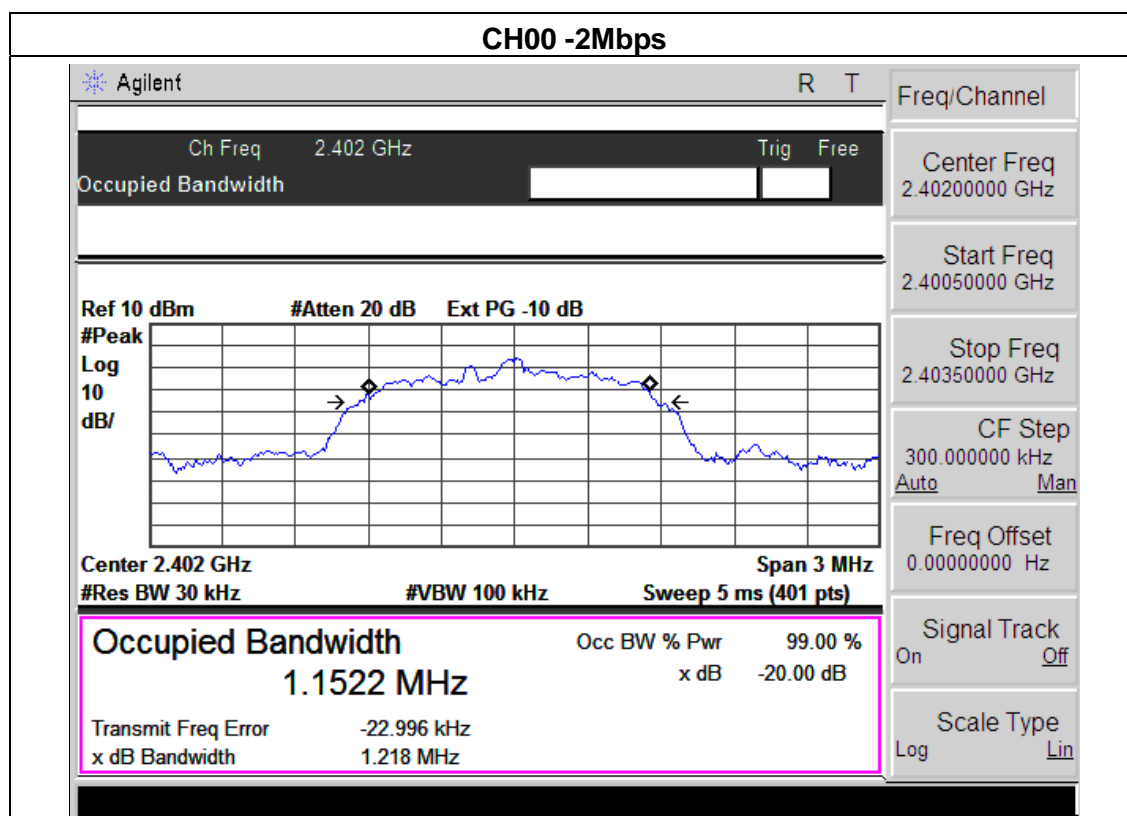 CH00 -2Mbps
Agilent R T
Freq/Channel
Ch Freq 2.402 GHz Trig Free
Occupied Bandwidth
Center Freq
2.40200000 GHz
Start Freq
2.40050000 GHz
Ref 10 dBm #Atten 20 dB Ext PG -10 dB
#Peak
Log
10
dB/
Stop Freq
2.40350000 GHz
CF Step
300.000000 kHz
Auto Man
Freq Offset
0.00000000 Hz
Center 2.402 GHz Span 3 MHz
#Res BW 30 kHz #VBW 100 kHz Sweep 5 ms (401 pts)
Occupied Bandwidth Occ BW % Pwr 99.00 %
1.1522 MHz x dB -20.00 dB
Transmit Freq Error -22.996 kHz
x dB Bandwidth 1.218 MHz
Signal Track
On Off
Scale Type
Log Lin